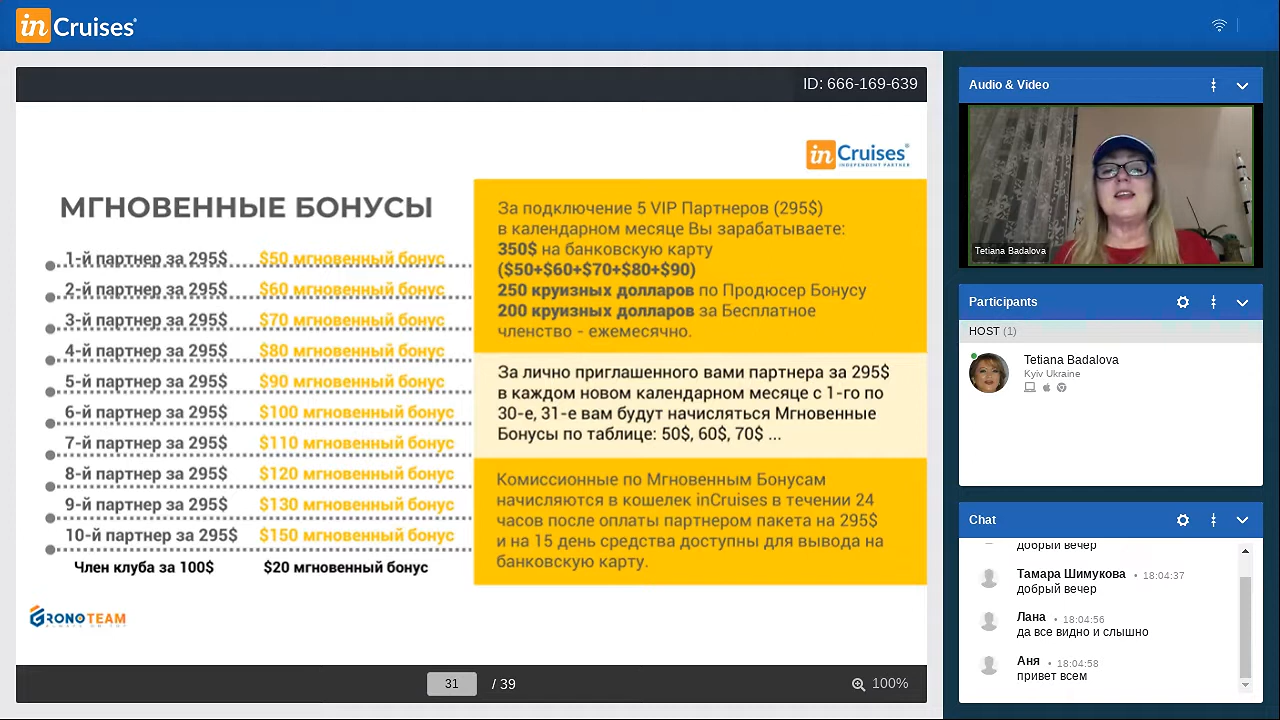 in Cruises®
ID: 666-169-639
in Cruises®
INDEPENDENT PARTNER
МГНОВЕННЫЕ БОНУСЫ
1-й партнер за 295$ $50 мгновенный бонус
2-й партнер за 295$ $60 мгновенный бонус
3-й партнер за 295$ $70 мгновенный бонус
4-й партнер за 295$ $80 мгновенный бонус
5-й партнер за 295$ $90 мгновенный бонус
6-й партнер за 295$ $100 мгновенный бонус
7-й партнер за 295$ $110 мгновенный бонус
8-й партнер за 295$ $120 мгновенный бонус
9-й партнер за 295$ $130 мгновенный бонус
10-й партнер за 295$ $150 мгновенный бонус
Член клуба за 100$ $20 мгновенный бонус
GRONOTEAM
За подключение 5 VIP Партнеров (295$)
в календарном месяце Вы зарабатываете:
350$ на банковскую карту
($50+$60+$70+$80+$90)
250 круизных долларов по Продюсер Бонусу
200 круизных долларов за Бесплатное
членство - ежемесячно.
За лично приглашенного вами партнера за 295$
в каждом новом календарном месяце с 1-го по
30-е, 31-е вам будут начисляться Мгновенные
Бонусы по таблице: 50$, 60$, 70$ ...
Комиссионные по Мгновенным Бонусам
начисляются в кошелек inCruises в течении 24
часов после оплаты партнером пакета на 295$
и на 15 день средства доступны для вывода на
банковскую карту.
31 / 39
100%
Audio & Video
Tetiana Badalova
Participants
HOST (1)
Tetiana Badalova
Kyiv Ukraine
Chat
добрый вечер
Тамара Шимукова • 18:04:37
добрый вечер
Лана • 18:04:56
да все видно и слышно
Аня • 18:04:58
привет всем